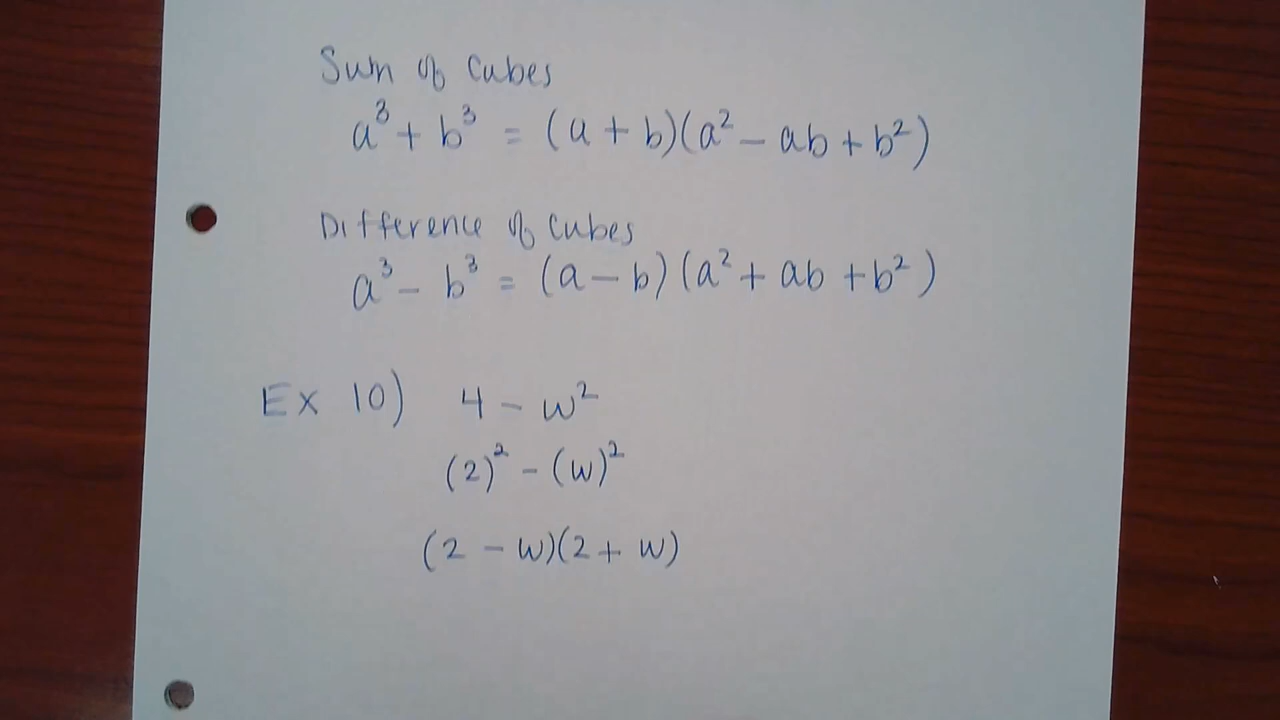 Sum of Cubes
a³ + b³ = (a + b)(a² - ab + b²)
Difference of Cubes
a³ - b³ = (a - b)(a² + ab + b²)
Ex 10) 4 - w²
(2)² - (w)²
(2 - w)(2 + w)